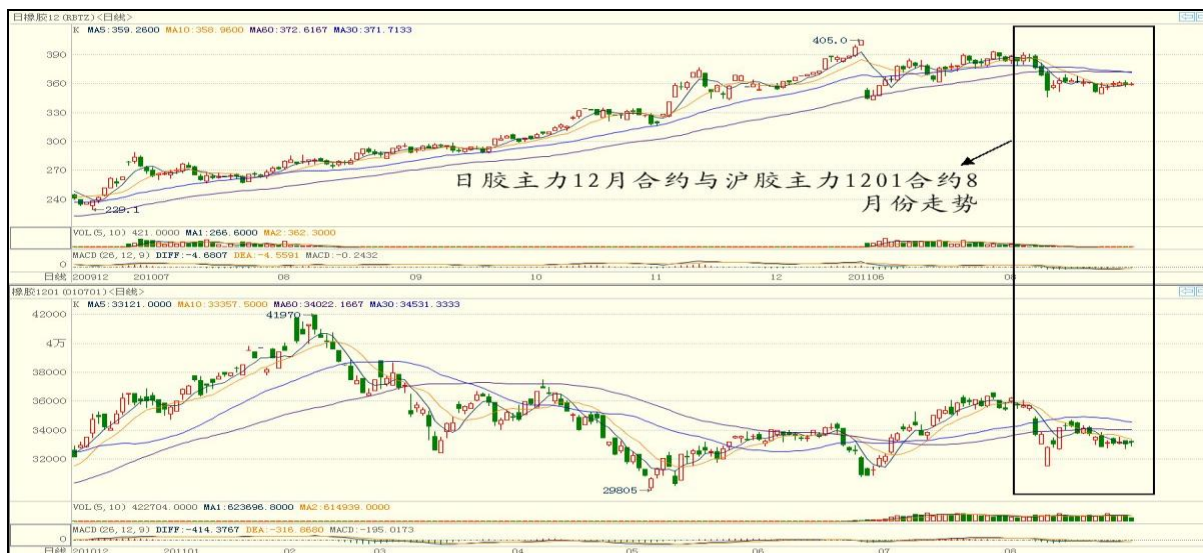 日橡胶12(RBTZ)<日线>
K MA5:359.2600 MA10:358.9600 MA60:372.6167 MA30:371.7133
405.0
390
360
330
300
270
240
229.1
日胶主力12月合约与沪胶主力1201合约8
月份走势
VOL(5,10) 421.0000 MA1:266.6000 MA2:362.3000
MACD(26,12,9) DIFF:-4.6807 DEA:-4.5591 MACD:-0.2432
0
日线 200912 201007 08 09 10 11 12 201106 08
橡胶1201(010701)<日线>
K MA5:33121.0000 MA10:33357.5000 MA60:34022.1667 MA30:34531.3333
42000
41970
4万
38000
36000
34000
32000
29805
VOL(5,10) 422704.0000 MA1:623696.8000 MA2:614939.0000
MACD(26,12,9) DIFF:-414.3767 DEA:-316.8680 MACD:-195.0173
0
日线 201012 201101 02 03 04 05 06 07 08